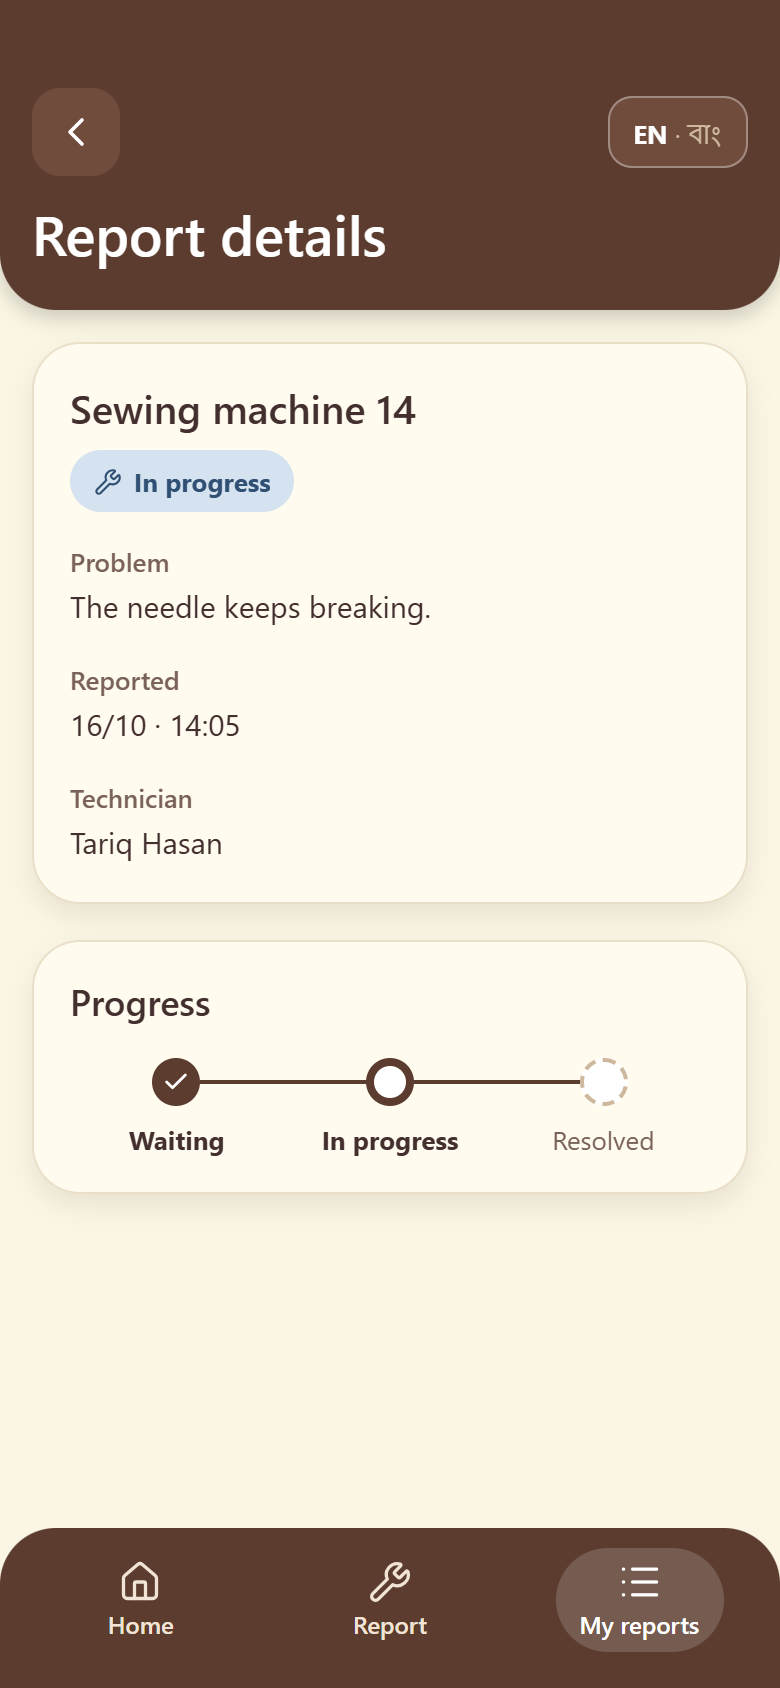 EN · বাং
Report details
Sewing machine 14
In progress
Problem
The needle keeps breaking.
Reported
16/10 · 14:05
Technician
Tariq Hasan
Progress
Waiting
In progress
Resolved
Home
Report
My reports